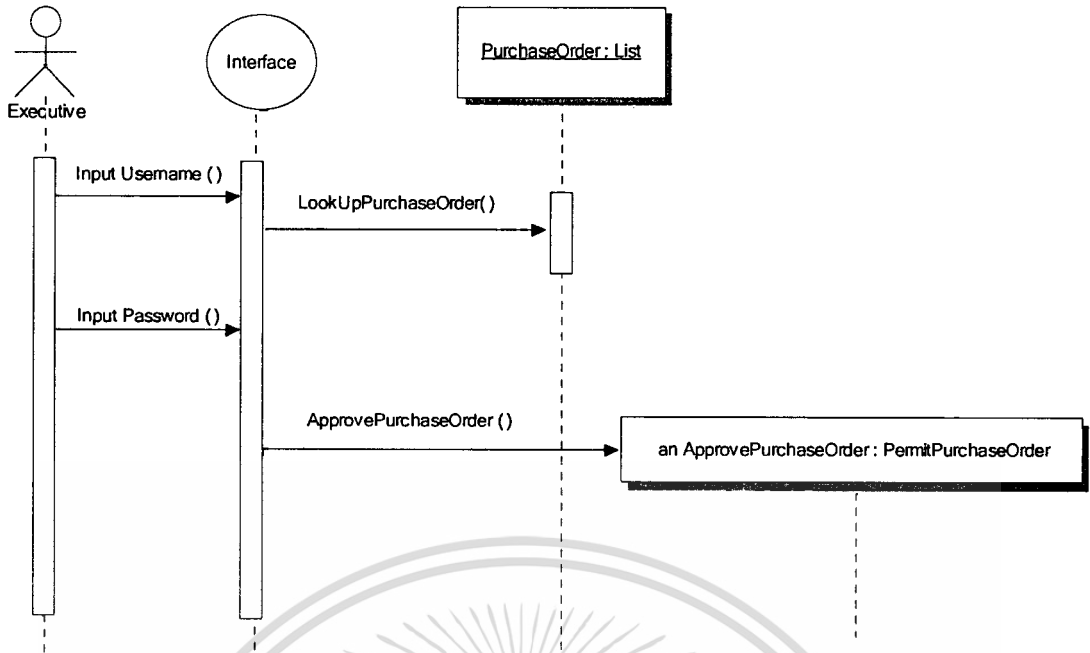 Executive
Interface
PurchaseOrder : List
Input Username ()
LookUpPurchaseOrder()
Input Password ()
ApprovePurchaseOrder ()
an ApprovePurchaseOrder : PermitPurchaseOrder